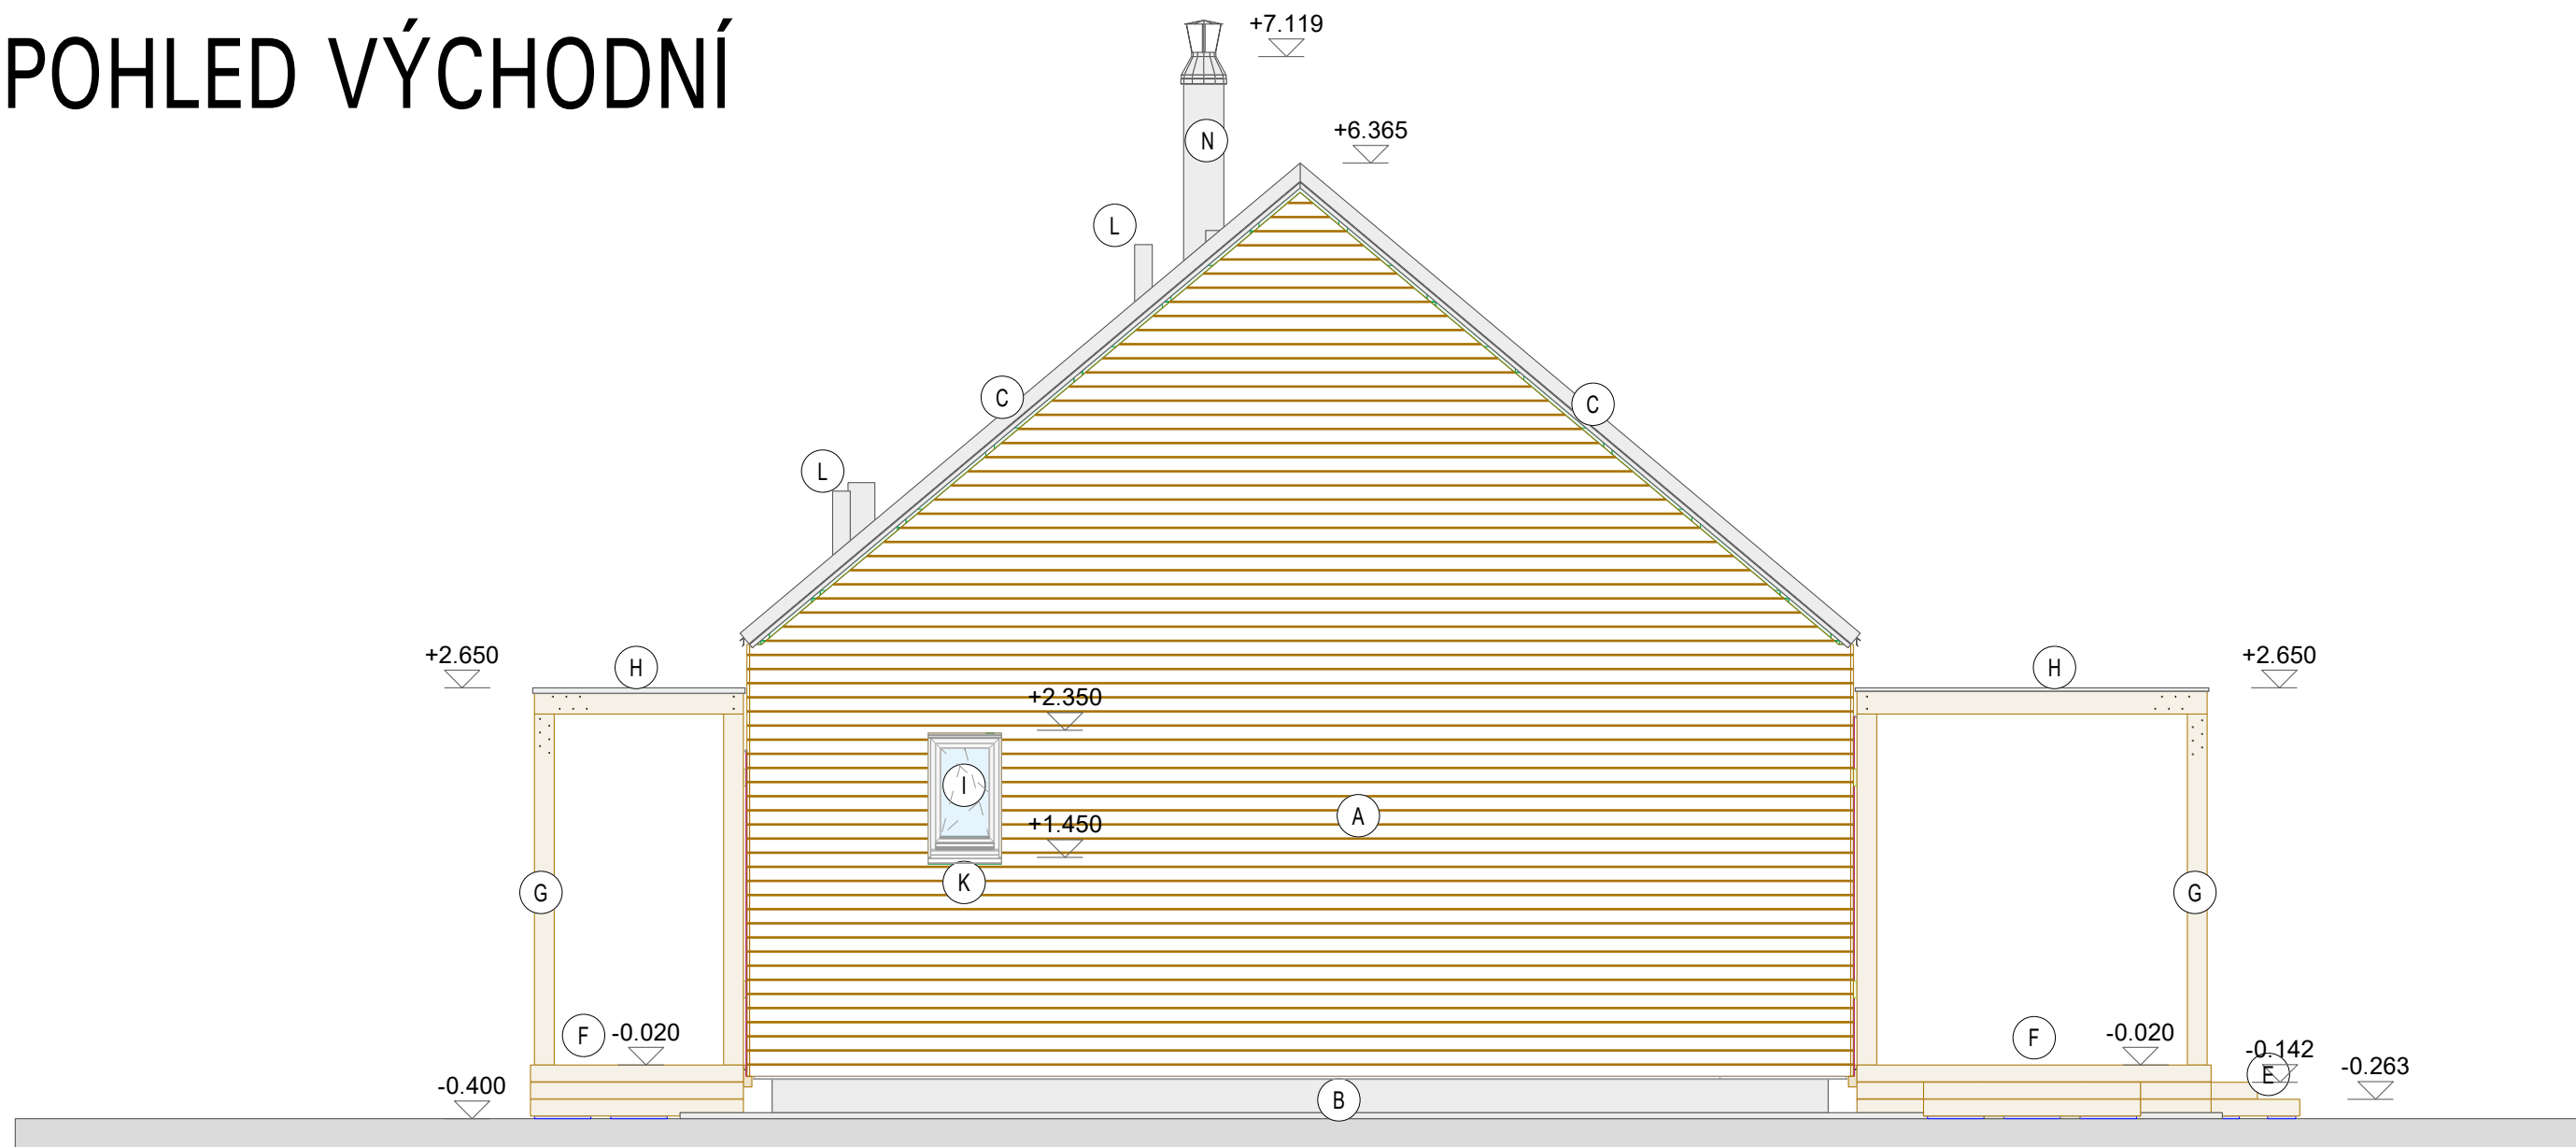 POHLED VÝCHODNÍ
+7.119
+6.365
N
L
C
C
L
+2.650
H
H
+2.650
+2.350
I
A
+1.450
K
G
G
F
-0.020
F
-0.020
-0.142
E
-0.263
-0.400
B